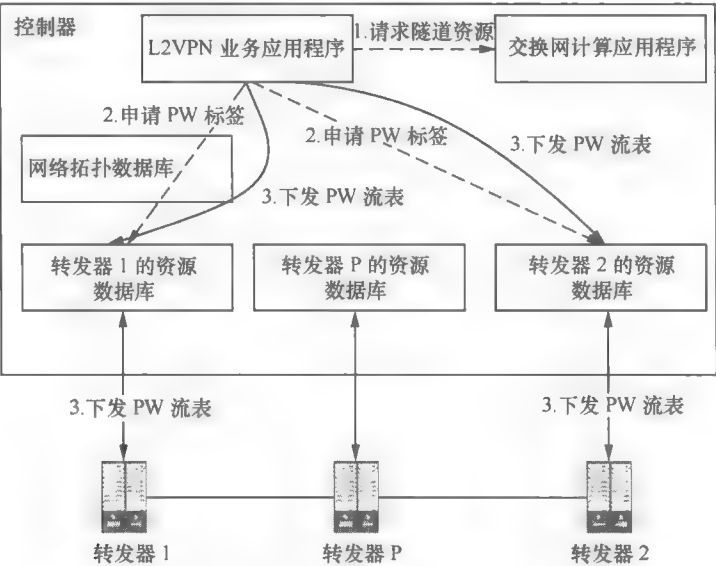 控制器
L2VPN 业务应用程序
1.请求隧道资源
交换网计算应用程序
2.申请 PW 标签
2.申请 PW 标签
3.下发 PW 流表
网络拓扑数据库
3.下发 PW 流表
转发器 1 的资源
数据库
转发器 P 的资源
数据库
转发器 2 的资源
数据库
3.下发 PW 流表
3.下发 PW 流表
转发器 1
转发器 P
转发器 2